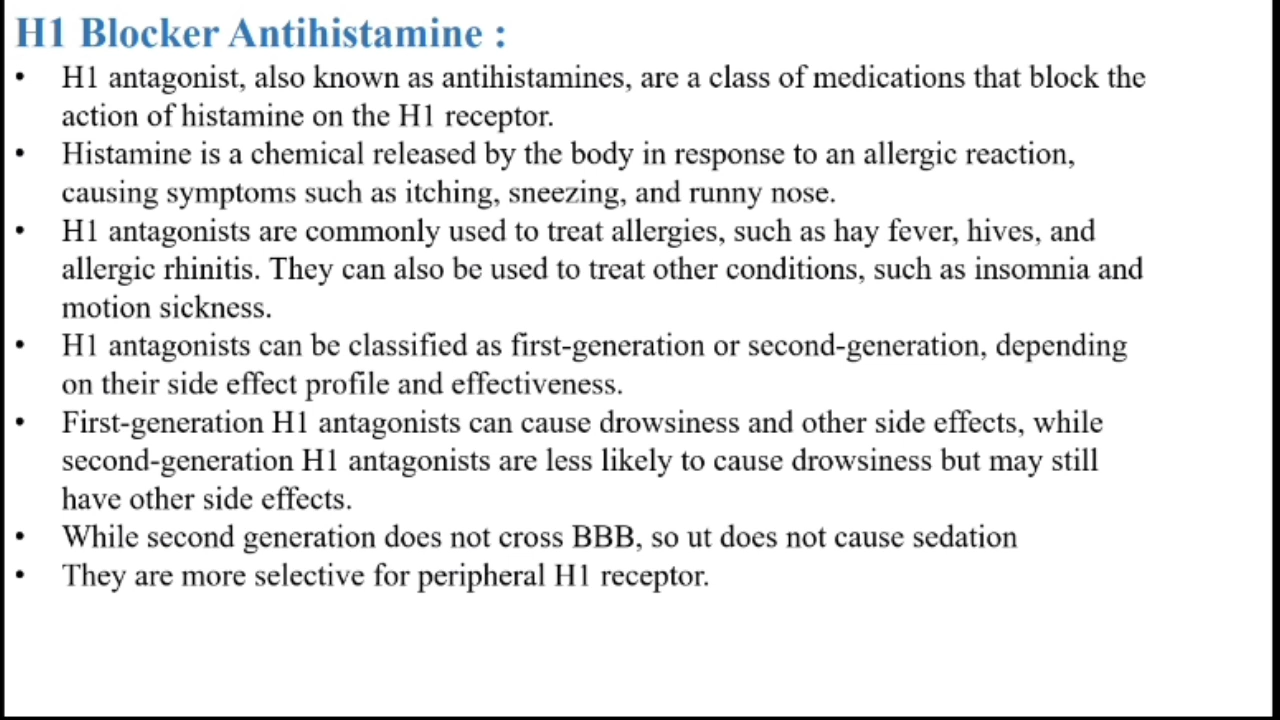 H1 Blocker Antihistamine :
• H1 antagonist, also known as antihistamines, are a class of medications that block the
action of histamine on the H1 receptor.
• Histamine is a chemical released by the body in response to an allergic reaction,
causing symptoms such as itching, sneezing, and runny nose.
• H1 antagonists are commonly used to treat allergies, such as hay fever, hives, and
allergic rhinitis. They can also be used to treat other conditions, such as insomnia and
motion sickness.
• H1 antagonists can be classified as first-generation or second-generation, depending
on their side effect profile and effectiveness.
• First-generation H1 antagonists can cause drowsiness and other side effects, while
second-generation H1 antagonists are less likely to cause drowsiness but may still
have other side effects.
• While second generation does not cross BBB, so ut does not cause sedation
• They are more selective for peripheral H1 receptor.